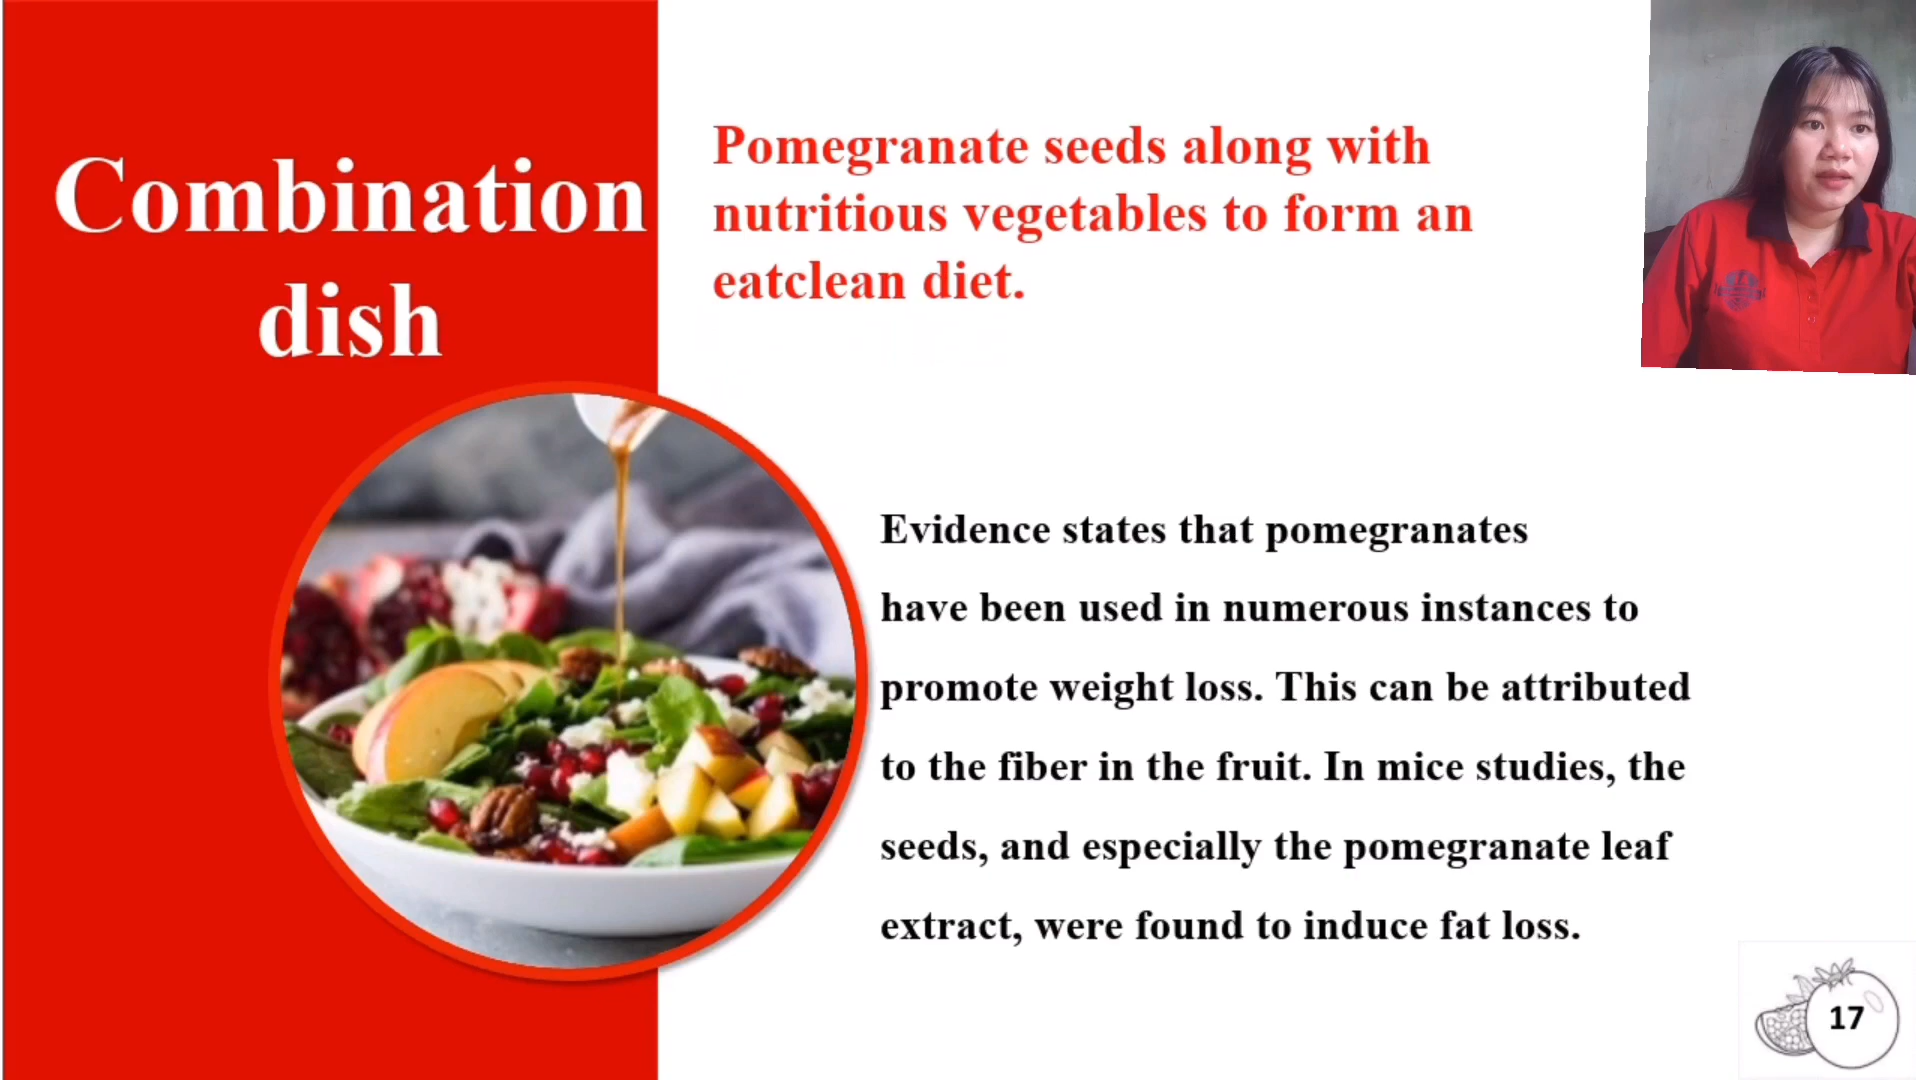 Combination
dish
Pomegranate seeds along with
nutritious vegetables to form an
eatclean diet.
Evidence states that pomegranates
have been used in numerous instances to
promote weight loss. This can be attributed
to the fiber in the fruit. In mice studies, the
seeds, and especially the pomegranate leaf
extract, were found to induce fat loss.
17